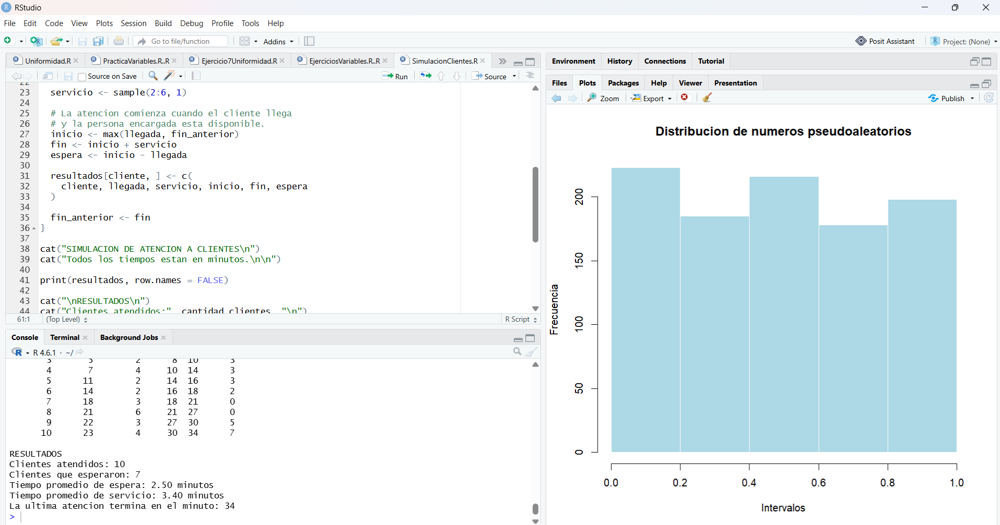 RStudio
File Edit Code View Plots Session Build Debug Profile Tools Help
Go to file/function Addins Posit Assistant Project: (None)
Uniformidad.R PracticaVariables.R..R Ejercicio7Uniformidad.R EjerciciosVariables.R..R SimulacionClientes.R
Source on Save Run Source
22
23 servicio <- sample(2:6, 1)
24
25 # La atencion comienza cuando el cliente llega
26 # y la persona encargada esta disponible.
27 inicio <- max(llegada, fin_anterior)
28 fin <- inicio + servicio
29 espera <- inicio - llegada
30
31 resultados[cliente, ] <- c(
32 cliente, llegada, servicio, inicio, fin, espera
33 )
34
35 fin_anterior <- fin
36 }
37
38 cat("SIMULACION DE ATENCION A CLIENTES\n")
39 cat("Todos los tiempos estan en minutos.\n\n")
40
41 print(resultados, row.names = FALSE)
42
43 cat("\nRESULTADOS\n")
44 cat("Clientes atendidos:", cantidad_clientes, "\n")
61:1 (Top Level) R Script
Console Terminal Background Jobs
R 4.6.1 · ~/
3 5 2 8 10 3
4 7 4 10 14 3
5 11 2 14 16 3
6 14 2 16 18 2
7 18 3 18 21 0
8 21 6 21 27 0
9 22 3 27 30 5
10 23 4 30 34 7
RESULTADOS
Clientes atendidos: 10
Clientes que esperaron: 7
Tiempo promedio de espera: 2.50 minutos
Tiempo promedio de servicio: 3.40 minutos
La ultima atencion termina en el minuto: 34
>
Environment History Connections Tutorial
Files Plots Packages Help Viewer Presentation
Zoom Export Publish
Distribucion de numeros pseudoaleatorios
Frecuencia
200
150
100
50
0
0.0 0.2 0.4 0.6 0.8 1.0
Intervalos